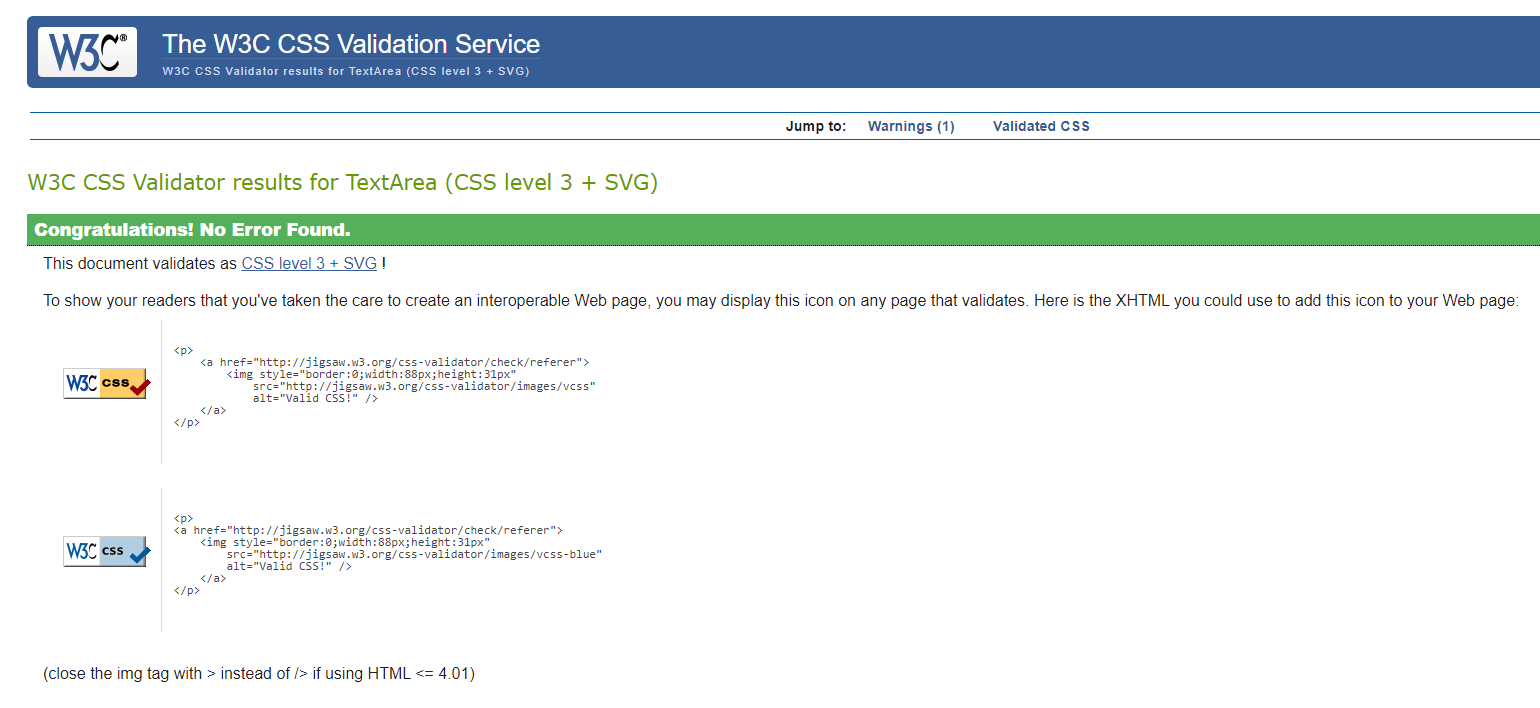 W3C® The W3C CSS Validation Service
W3C CSS Validator results for TextArea (CSS level 3 + SVG)
Jump to: Warnings (1) Validated CSS
W3C CSS Validator results for TextArea (CSS level 3 + SVG)
Congratulations! No Error Found.
This document validates as CSS level 3 + SVG !
To show your readers that you've taken the care to create an interoperable Web page, you may display this icon on any page that validates. Here is the XHTML you could use to add this icon to your Web page:
W3C css
<p>
<a href="http://jigsaw.w3.org/css-validator/check/referer">
<img style="border:0;width:88px;height:31px"
src="http://jigsaw.w3.org/css-validator/images/vcss"
alt="Valid CSS!" />
</a>
</p>
W3C css
<p>
<a href="http://jigsaw.w3.org/css-validator/check/referer">
<img style="border:0;width:88px;height:31px"
src="http://jigsaw.w3.org/css-validator/images/vcss-blue"
alt="Valid CSS!" />
</a>
</p>
(close the img tag with > instead of /> if using HTML <= 4.01)